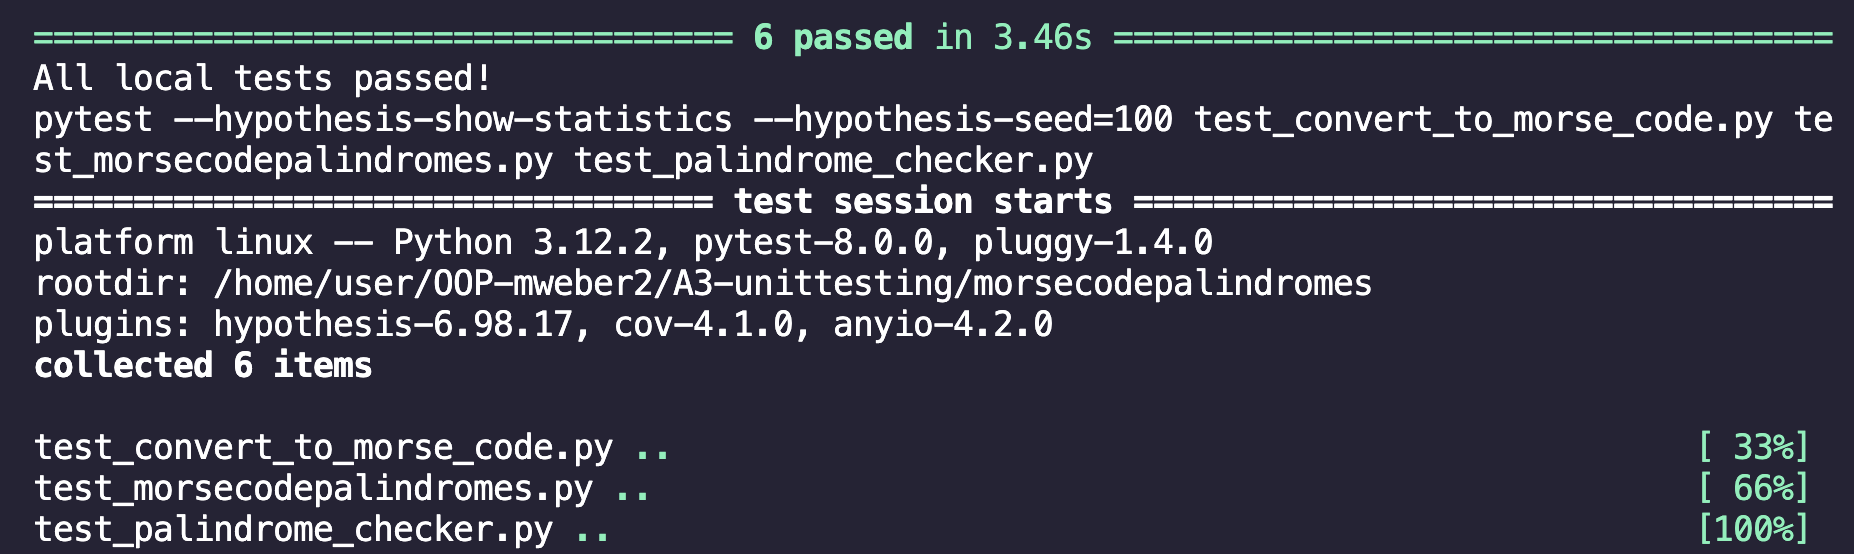 ================================== 6 passed in 3.46s ===================================
All local tests passed!
pytest --hypothesis-show-statistics --hypothesis-seed=100 test_convert_to_morse_code.py te
st_morsecodepalindromes.py test_palindrome_checker.py
================================= test session starts ==================================
platform linux -- Python 3.12.2, pytest-8.0.0, pluggy-1.4.0
rootdir: /home/user/OOP-mweber2/A3-unittesting/morsecodepalindromes
plugins: hypothesis-6.98.17, cov-4.1.0, anyio-4.2.0
collected 6 items
test_convert_to_morse_code.py .. [ 33%]
test_morsecodepalindromes.py .. [ 66%]
test_palindrome_checker.py .. [100%]